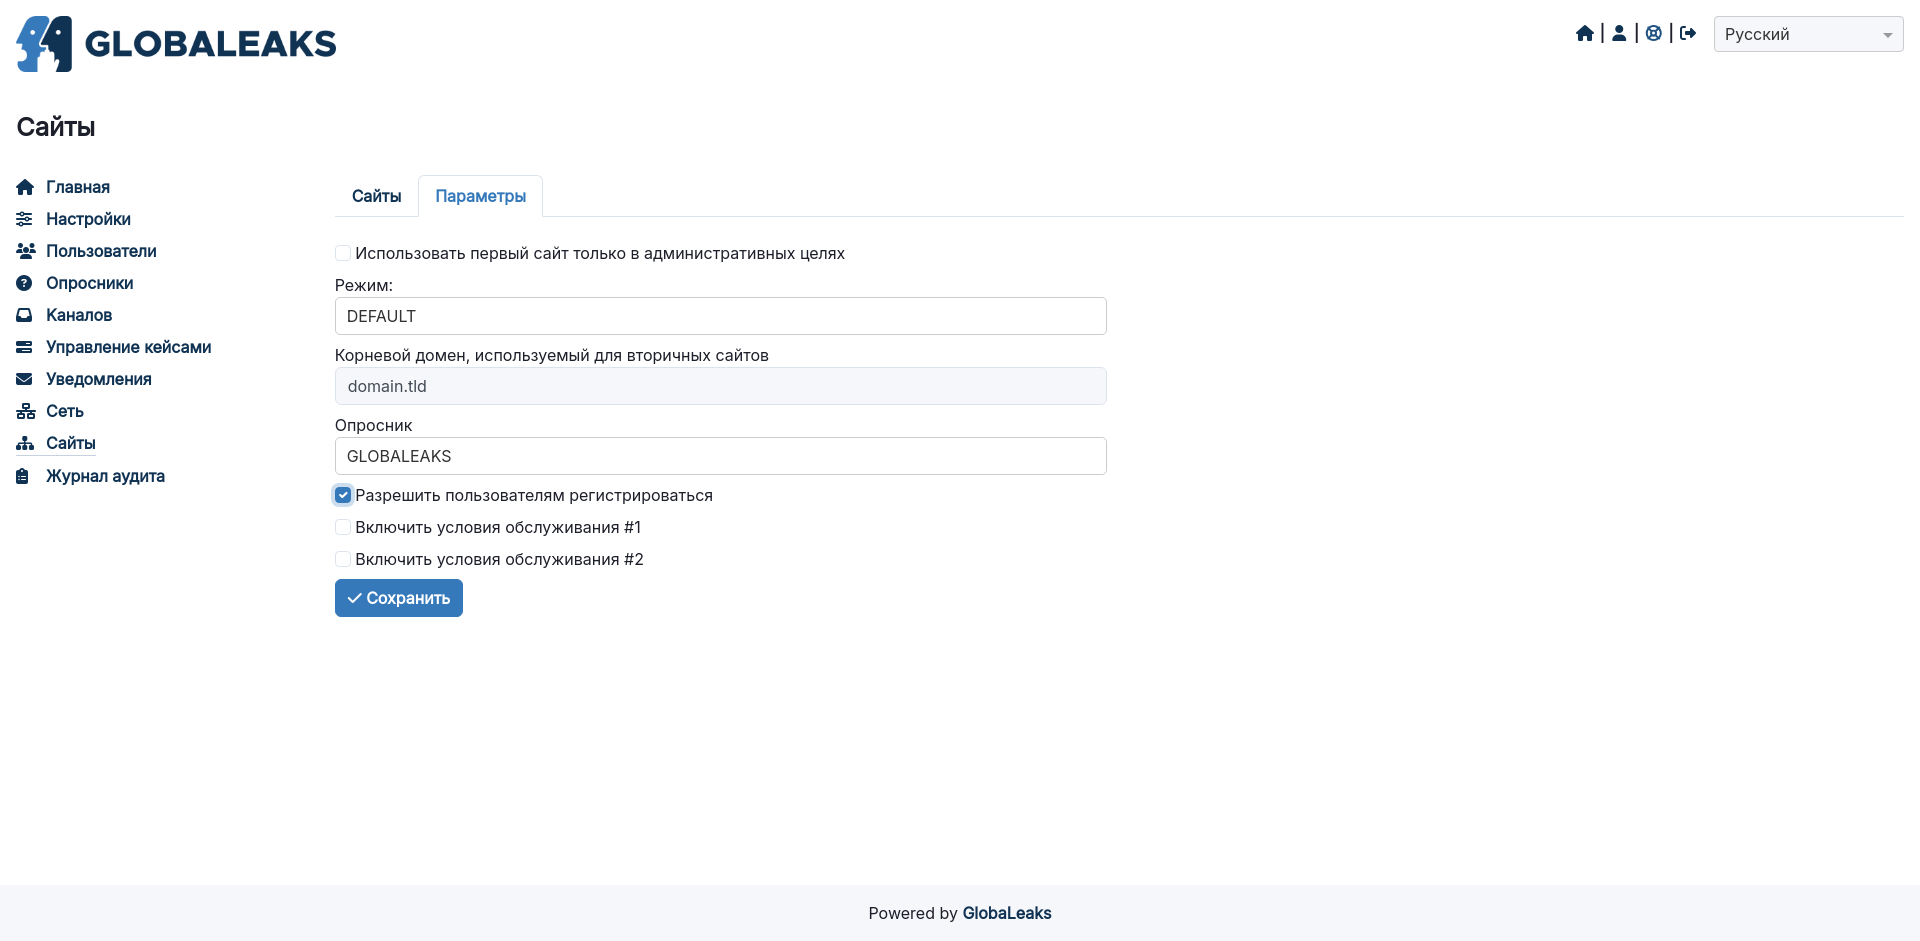 GLOBALEAKS
Русский
Сайты
Главная
Настройки
Пользователи
Опросники
Каналов
Управление кейсами
Уведомления
Сеть
Сайты
Журнал аудита
Сайты Параметры
Использовать первый сайт только в административных целях
Режим:
DEFAULT
Корневой домен, используемый для вторичных сайтов
domain.tld
Опросник
GLOBALEAKS
Разрешить пользователям регистрироваться
Включить условия обслуживания #1
Включить условия обслуживания #2
Сохранить
Powered by GlobaLeaks